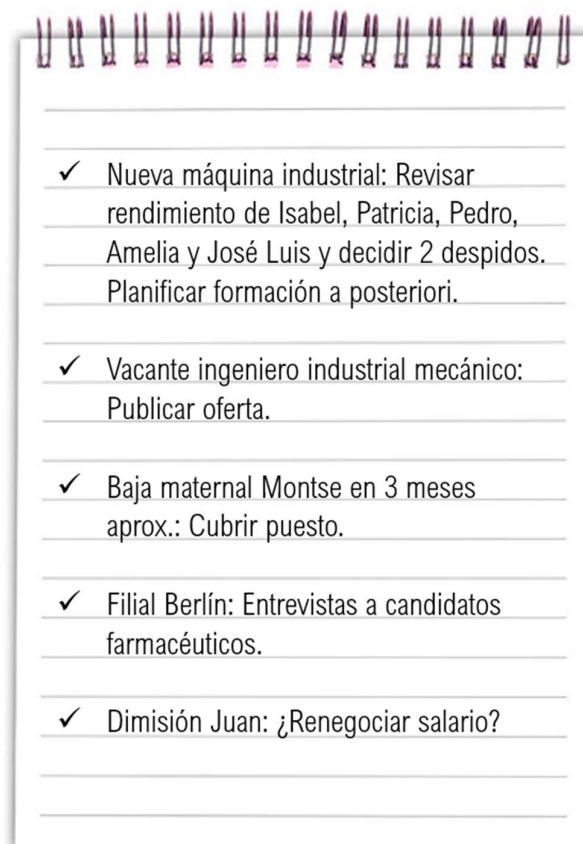 ✓ Nueva máquina industrial: Revisar
rendimiento de Isabel, Patricia, Pedro,
Amelia y José Luis y decidir 2 despidos.
Planificar formación a posteriori.
✓ Vacante ingeniero industrial mecánico:
Publicar oferta.
✓ Baja maternal Montse en 3 meses
aprox.: Cubrir puesto.
✓ Filial Berlín: Entrevistas a candidatos
farmacéuticos.
✓ Dimisión Juan: ¿Renegociar salario?